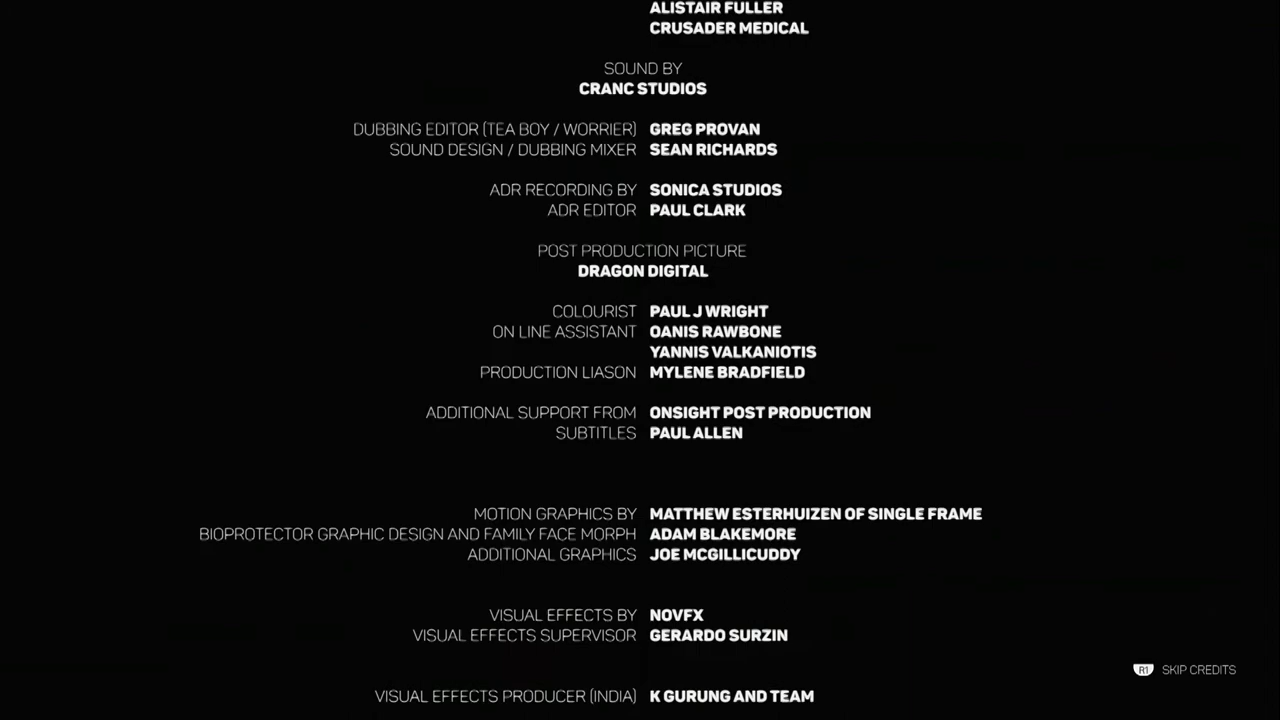 ALISTAIR FULLER
CRUSADER MEDICAL
SOUND BY
CRANC STUDIOS
DUBBING EDITOR (TEA BOY / WORRIER) GREG PROVAN
SOUND DESIGN / DUBBING MIXER SEAN RICHARDS
ADR RECORDING BY SONICA STUDIOS
ADR EDITOR PAUL CLARK
POST PRODUCTION PICTURE
DRAGON DIGITAL
COLOURIST PAUL J WRIGHT
ON LINE ASSISTANT OANIS RAWBONE
YANNIS VALKANIOTIS
PRODUCTION LIASON MYLENE BRADFIELD
ADDITIONAL SUPPORT FROM ONSIGHT POST PRODUCTION
SUBTITLES PAUL ALLEN
MOTION GRAPHICS BY MATTHEW ESTERHUIZEN OF SINGLE FRAME
BIOPROTECTOR GRAPHIC DESIGN AND FAMILY FACE MORPH ADAM BLAKEMORE
ADDITIONAL GRAPHICS JOE MCGILLICUDDY
VISUAL EFFECTS BY NOVFX
VISUAL EFFECTS SUPERVISOR GERARDO SURZIN
R1 SKIP CREDITS
VISUAL EFFECTS PRODUCER (INDIA) K GURUNG AND TEAM